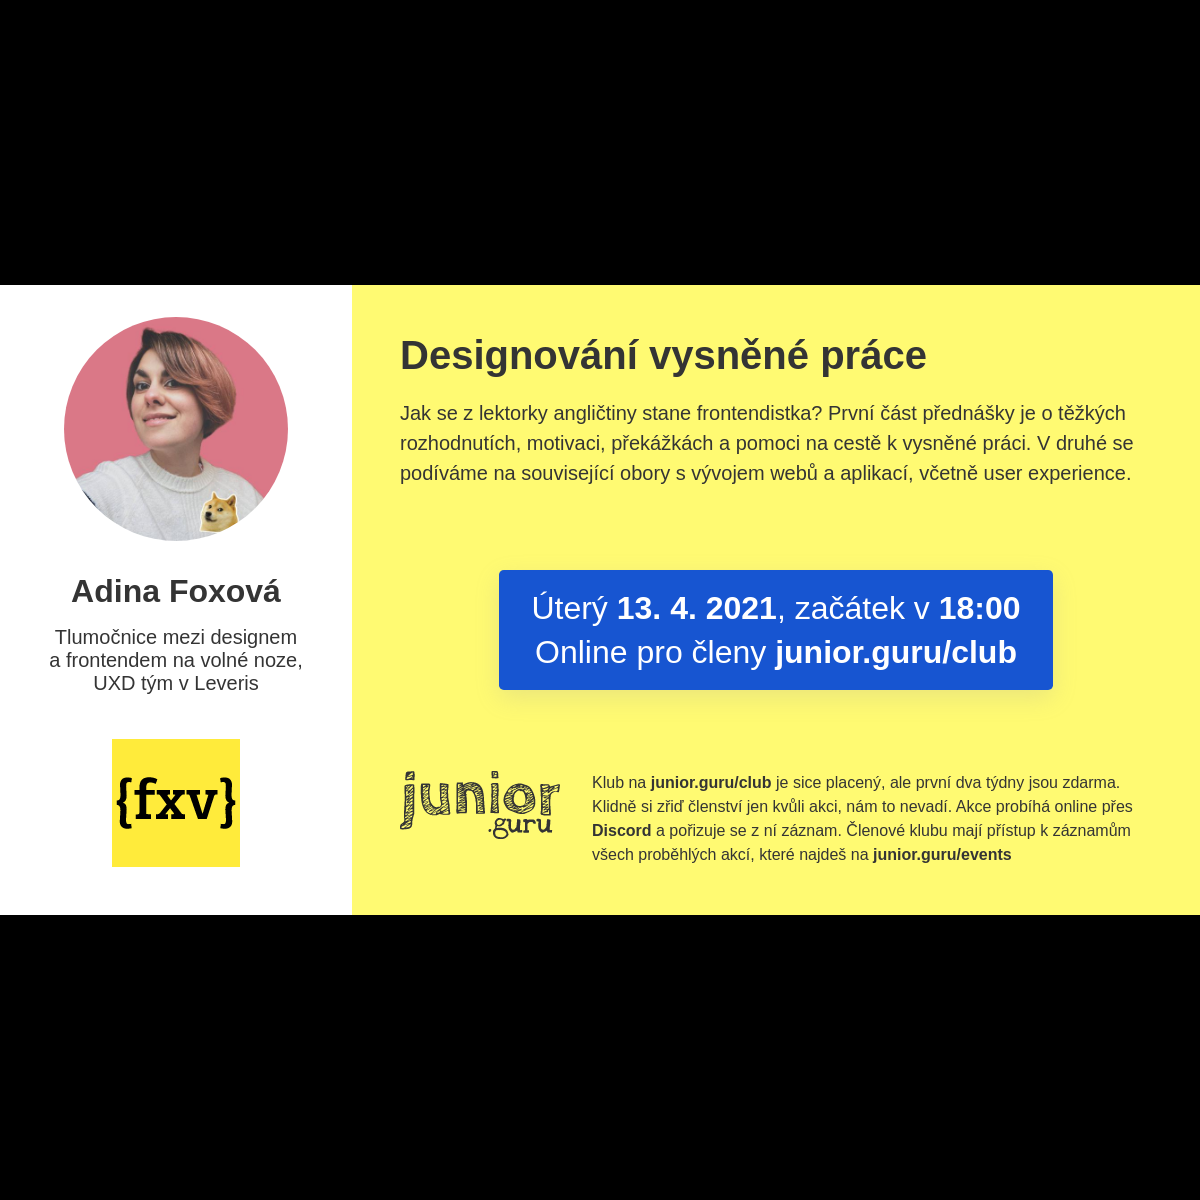 Adina Foxová
Tlumočnice mezi designem
a frontendem na volné noze,
UXD tým v Leveris
{fxv}
Designování vysněné práce
Jak se z lektorky angličtiny stane frontendistka? První část přednášky je o těžkých
rozhodnutích, motivaci, překážkách a pomoci na cestě k vysněné práci. V druhé se
podíváme na související obory s vývojem webů a aplikací, včetně user experience.
Úterý 13. 4. 2021, začátek v 18:00
Online pro členy junior.guru/club
junior
.guru
Klub na junior.guru/club je sice placený, ale první dva týdny jsou zdarma.
Klidně si zřiď členství jen kvůli akci, nám to nevadí. Akce probíhá online přes
Discord a pořizuje se z ní záznam. Členové klubu mají přístup k záznamům
všech proběhlých akcí, které najdeš na junior.guru/events